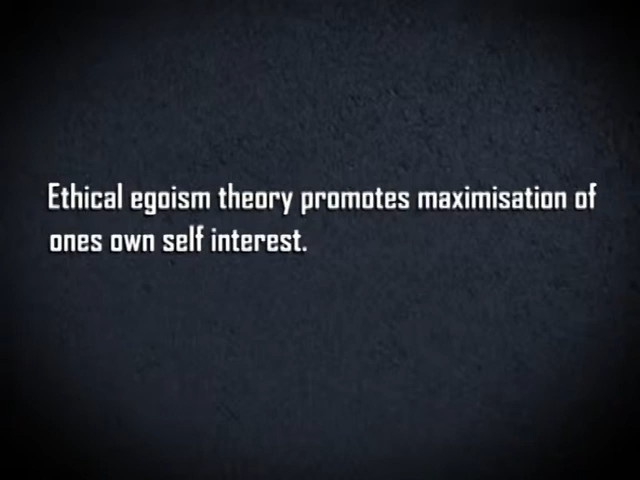 Ethical egoism theory promotes maximisation of
ones own self interest.